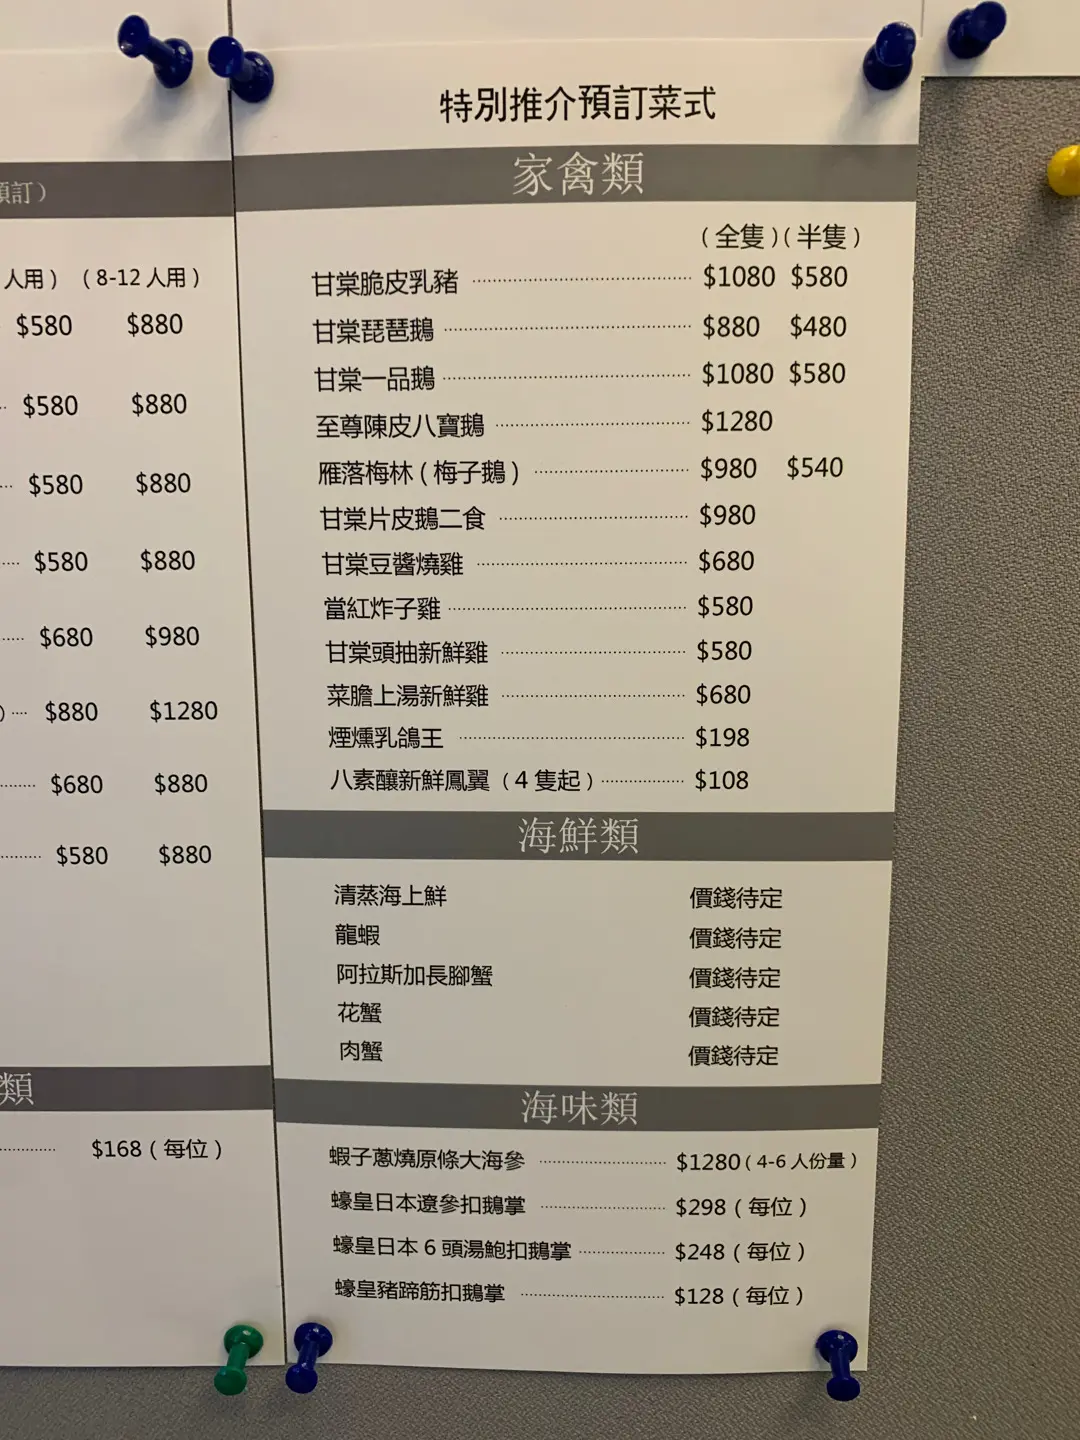 預訂）
人用） （8-12 人用）
$580 $880
$580 $880
$580 $880
$580 $880
$680 $980
$880 $1280
$680 $880
$580 $880
類
$168（每位）
特別推介預訂菜式
家禽類
（全隻）（半隻）
甘棠脆皮乳豬 $1080 $580
甘棠琵琶鵝 $880 $480
甘棠一品鵝 $1080 $580
至尊陳皮八寶鵝 $1280
雁落梅林（梅子鵝） $980 $540
甘棠片皮鵝二食 $980
甘棠豆醬燒雞 $680
當紅炸子雞 $580
甘棠頭抽新鮮雞 $580
菜膽上湯新鮮雞 $680
煙燻乳鴿王 $198
八素釀新鮮鳳翼（4 隻起） $108
海鮮類
清蒸海上鮮 價錢待定
龍蝦 價錢待定
阿拉斯加長腳蟹 價錢待定
花蟹 價錢待定
肉蟹 價錢待定
海味類
蝦子蔥燒原條大海參 $1280（4-6 人份量）
蠔皇日本遼參扣鵝掌 $298（每位）
蠔皇日本 6 頭湯鮑扣鵝掌 $248（每位）
蠔皇豬蹄筋扣鵝掌 $128（每位）